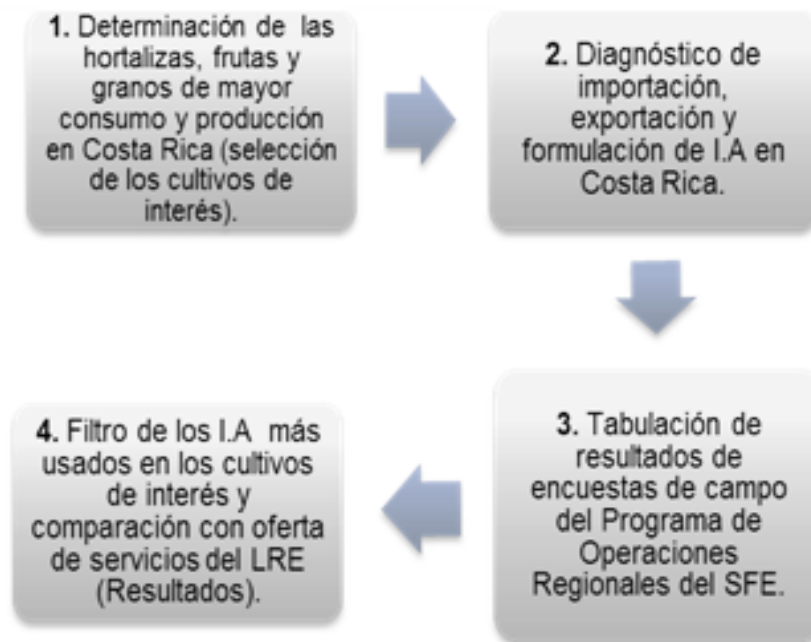 1. Determinación de las
hortalizas, frutas y
granos de mayor
consumo y producción
en Costa Rica (selección
de los cultivos de
interés).
2. Diagnóstico de
importación,
exportación y
formulación de I.A en
Costa Rica.
3. Tabulación de
resultados de
encuestas de campo
del Programa de
Operaciones
Regionales del SFE.
4. Filtro de los I.A más
usados en los cultivos
de interés y
comparación con oferta
de servicios del LRE
(Resultados).